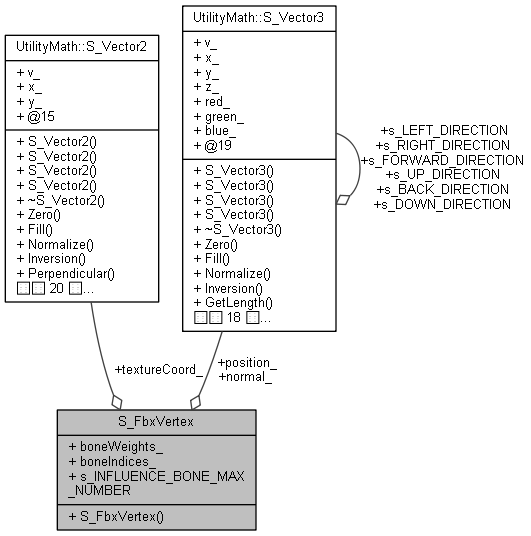 UtilityMath::S_Vector2
+ v_
+ x_
+ y_
+ @15
+ S_Vector2()
+ S_Vector2()
+ S_Vector2()
+ S_Vector2()
+ ~S_Vector2()
+ Zero()
+ Fill()
+ Normalize()
+ Inversion()
+ Perpendicular()
20 ...
UtilityMath::S_Vector3
+ v_
+ x_
+ y_
+ z_
+ red_
+ green_
+ blue_
+ @19
+ S_Vector3()
+ S_Vector3()
+ S_Vector3()
+ S_Vector3()
+ ~S_Vector3()
+ Zero()
+ Fill()
+ Normalize()
+ Inversion()
+ GetLength()
18 ...
+s_LEFT_DIRECTION
+s_RIGHT_DIRECTION
+s_FORWARD_DIRECTION
+s_UP_DIRECTION
+s_BACK_DIRECTION
+s_DOWN_DIRECTION
+textureCoord_
+position_
+normal_
S_FbxVertex
+ boneWeights_
+ boneIndices_
+ s_INFLUENCE_BONE_MAX
_NUMBER
+ S_FbxVertex()